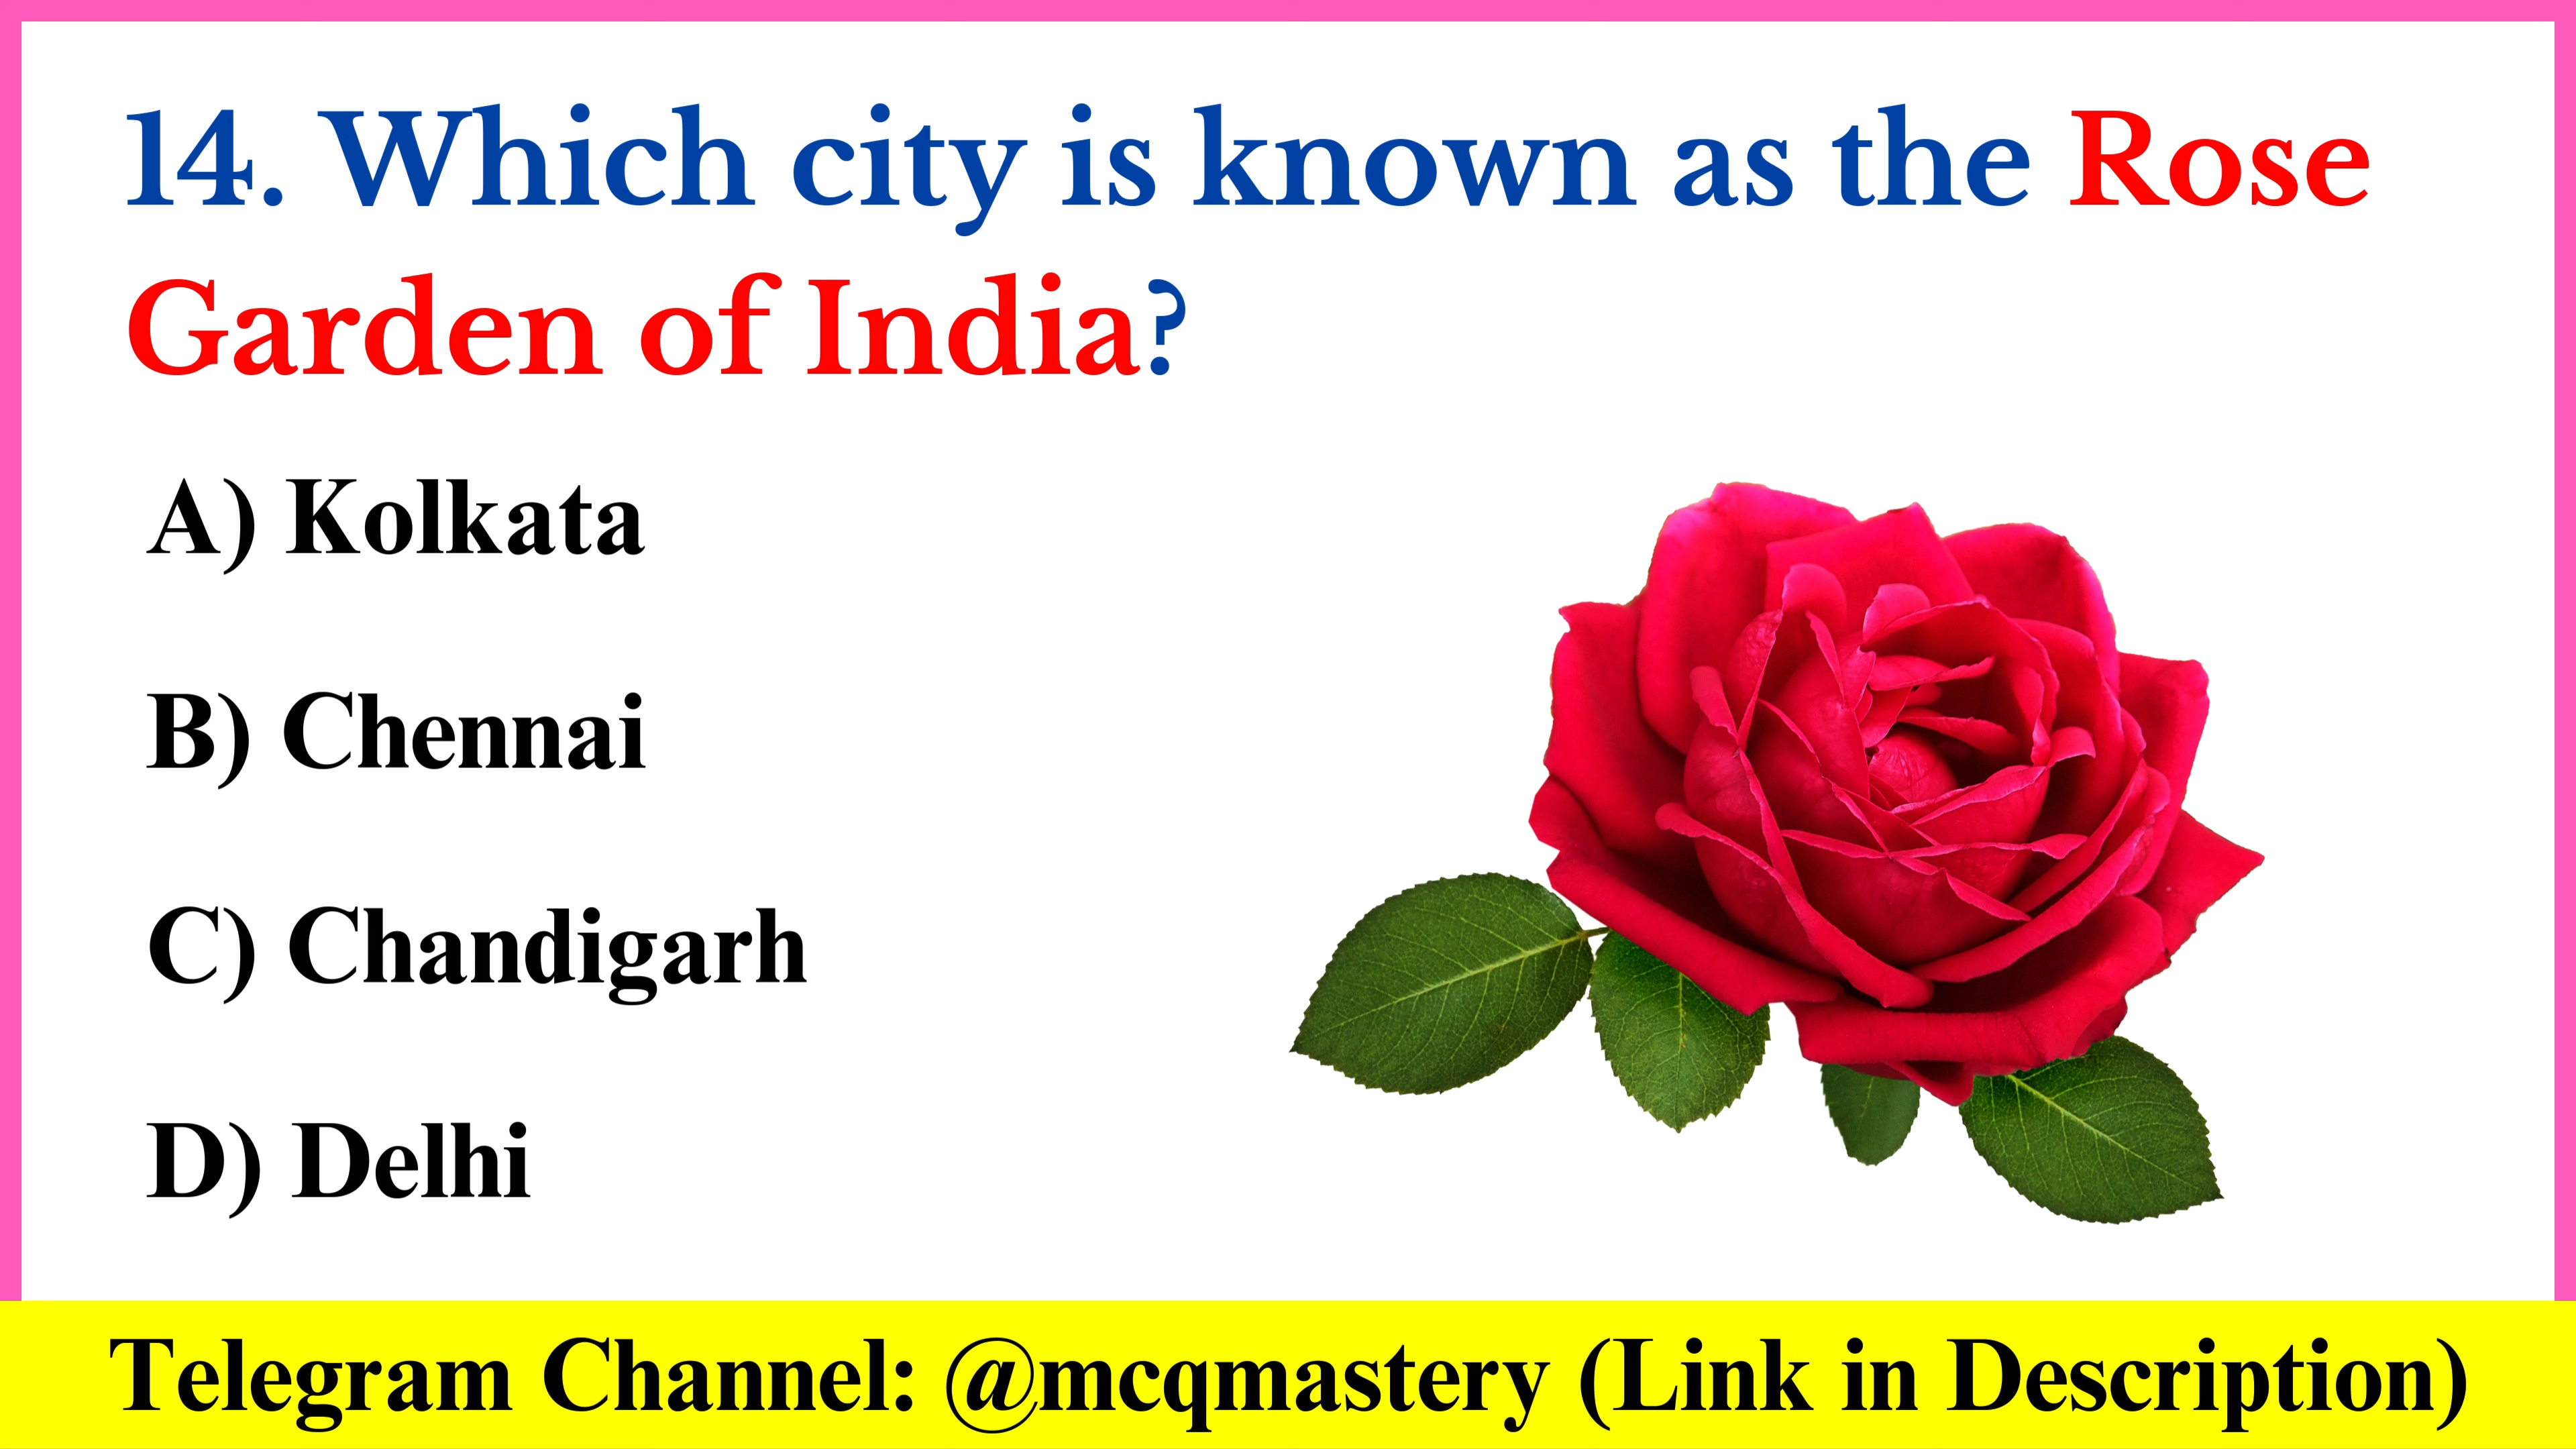 14. Which city is known as the Rose
Garden of India?
A) Kolkata
B) Chennai
C) Chandigarh
D) Delhi
Telegram Channel: @mcqmastery (Link in Description)